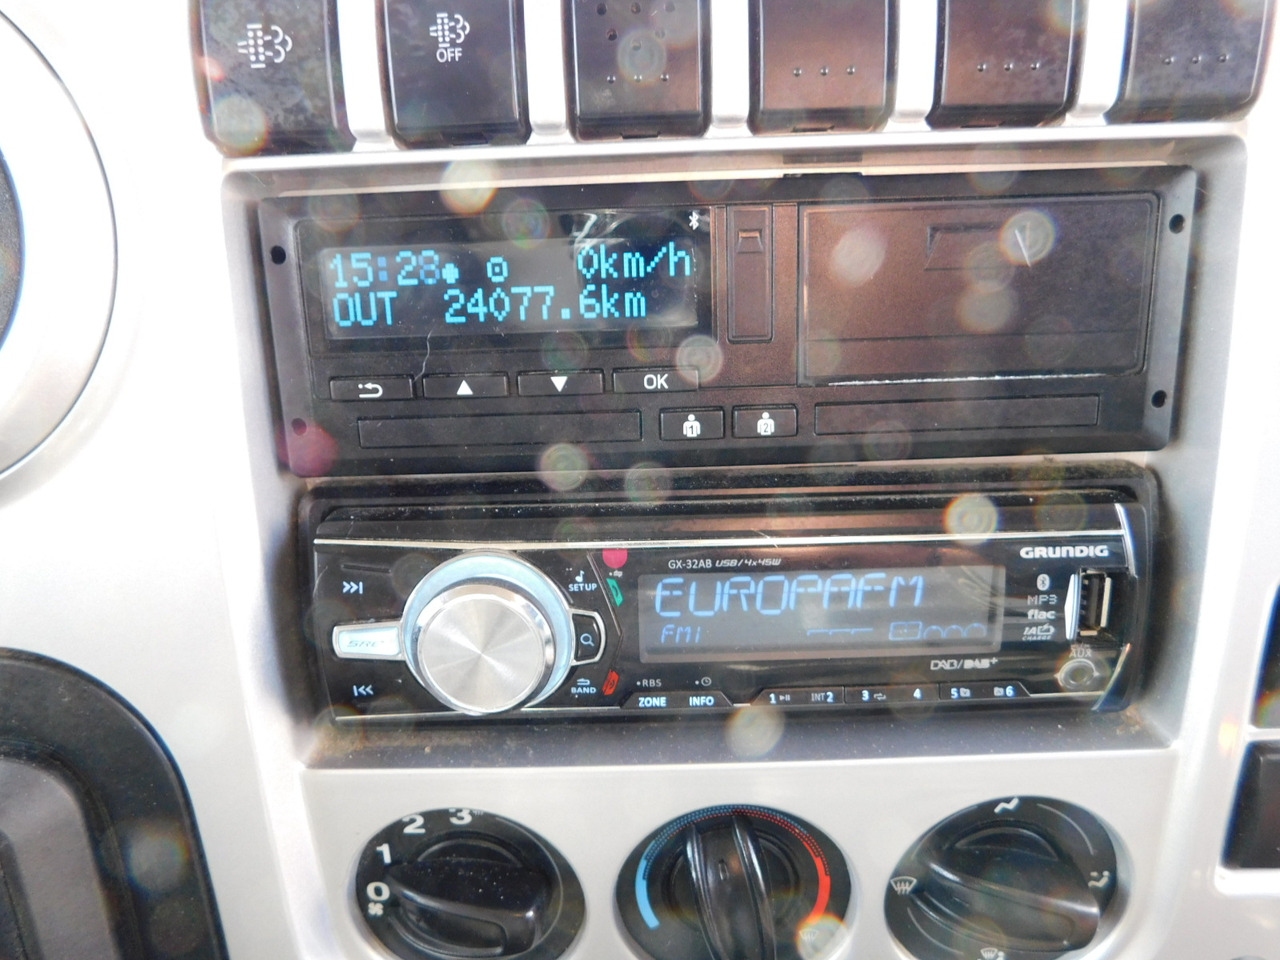 OFF
15:28 0km/h
OUT 24077.6km
OK
1 2
GRUNDIG
GX-32AB USB/4x45W
SETUP
EUROPAFM
FM1
MP3
flac
1A
CHARGE
AUX
DAB/DAB+
BAND
RBS
ZONE INFO 1 INT 2 3 4 5 6
3
2
1
0